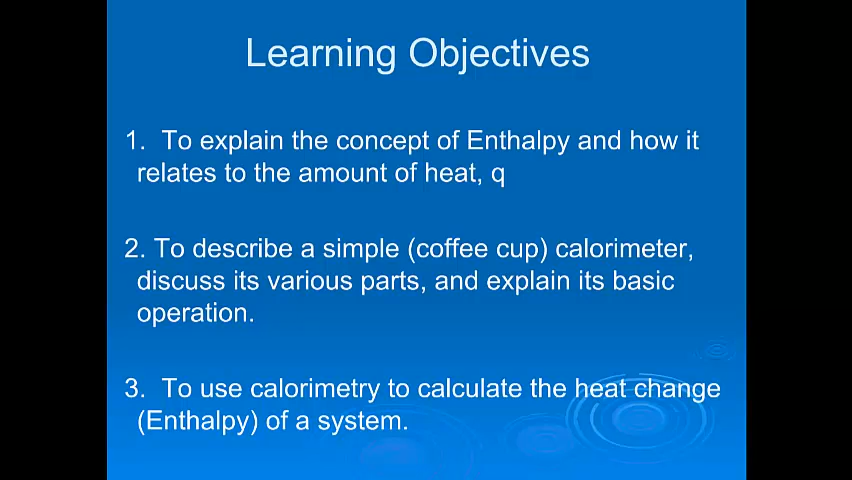 Learning Objectives
1. To explain the concept of Enthalpy and how it
relates to the amount of heat, q
2. To describe a simple (coffee cup) calorimeter,
discuss its various parts, and explain its basic
operation.
3. To use calorimetry to calculate the heat change
(Enthalpy) of a system.